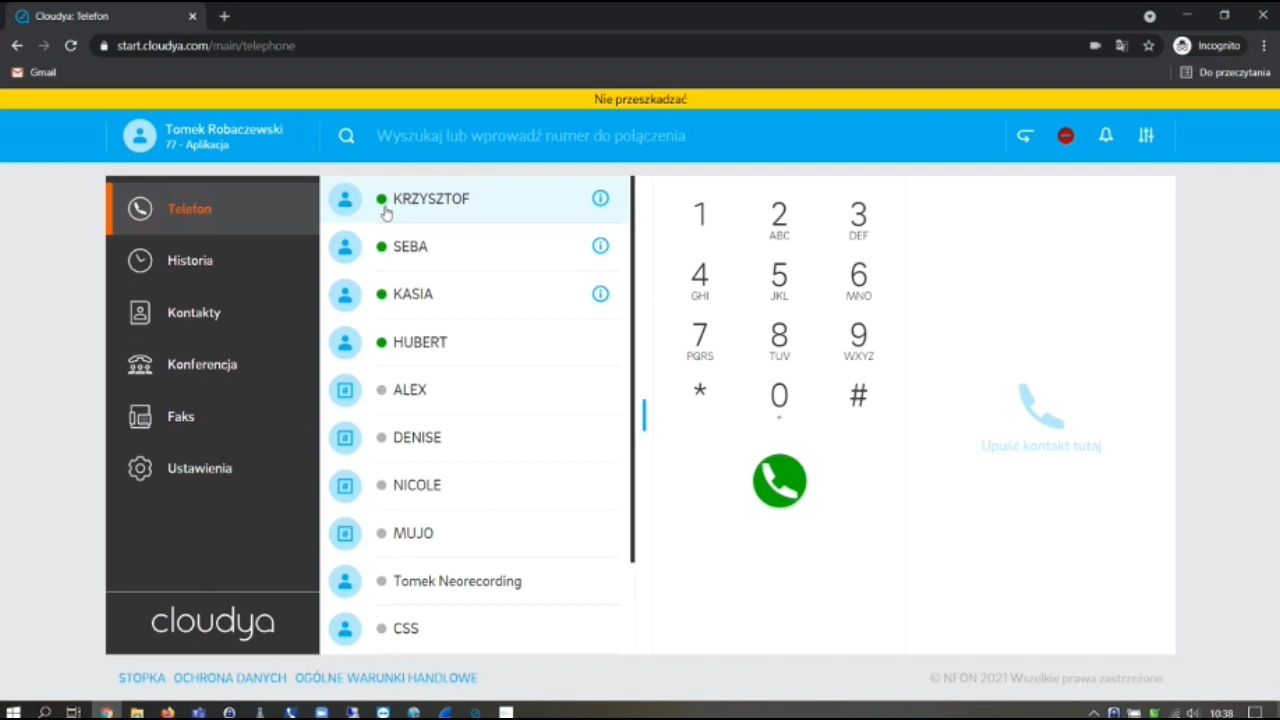 Cloudya: Telefon
start.cloudya.com/main/telephone
Incognito
Gmail
Do przeczytania
Nie przeszkadzać
Tomek Robaczewski
77 - Aplikacja
Wyszukaj lub wprowadź numer do połączenia
Telefon
Historia
Kontakty
Konferencja
Faks
Ustawienia
cloudya
KRZYSZTOF
SEBA
KASIA
HUBERT
ALEX
DENISE
NICOLE
MUJO
Tomek Neorecording
CSS
1 2 3
ABC DEF
4 5 6
GHI JKL MNO
7 8 9
PQRS TUV WXYZ
* 0 #
+
Upuść kontakt tutaj
STOPKA OCHRONA DANYCH OGÓLNE WARUNKI HANDLOWE
© NFON 2021 Wszelkie prawa zastrzeżone
10:38